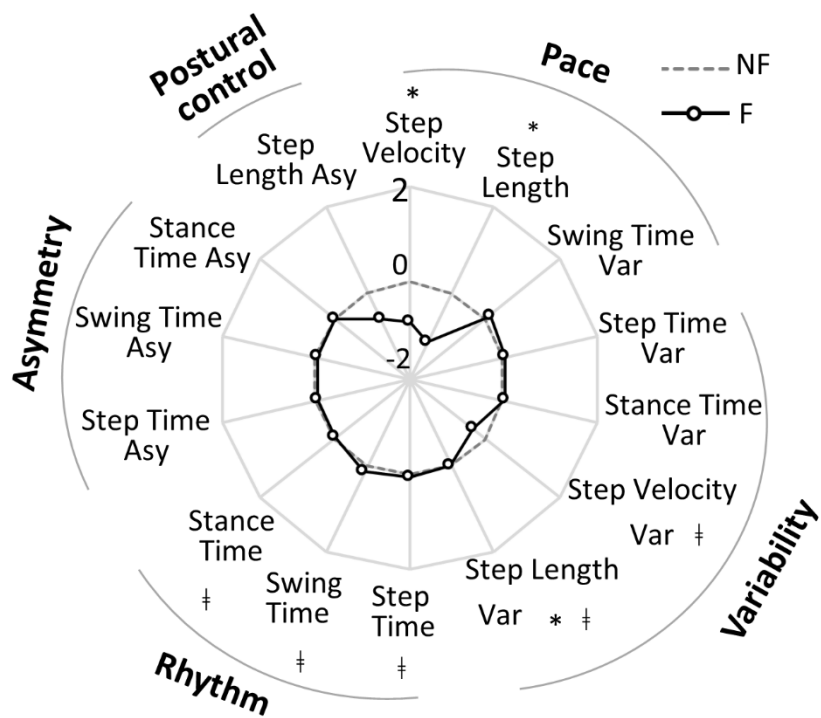 Postural
control
Pace
NF
F
*
Step
Velocity
*
Step
Length
Step
Length Asy
Swing Time
Var
Stance
Time Asy
Step Time
Var
Swing Time
Asy
Stance Time
Var
Step Time
Asy
Step Velocity
Var ‡
Stance
Time
‡
Step Length
Var * ‡
Swing
Time
‡
Step
Time
‡
2
0
-2
Asymmetry
Variability
Rhythm